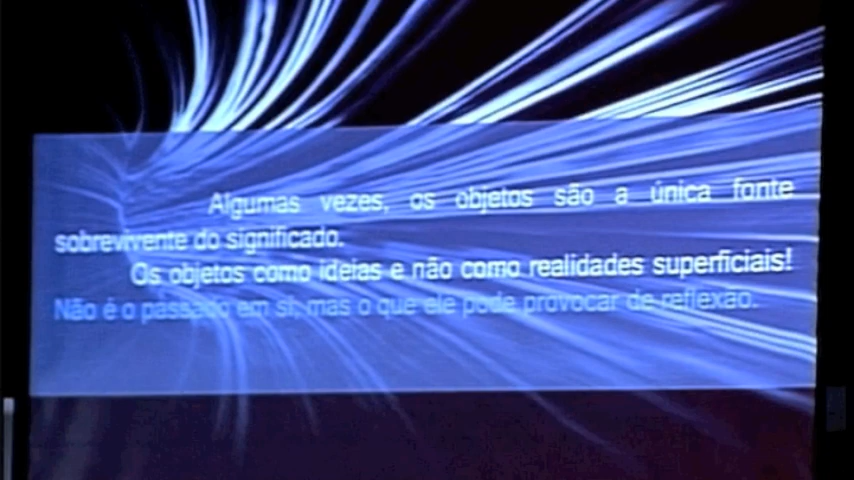 Algumas vezes, os objetos são a única fonte
sobrevivente do significado.
Os objetos como ideias e não como realidades superficiais!
Não é o passado em si, mas o que ele pode provocar de reflexão.